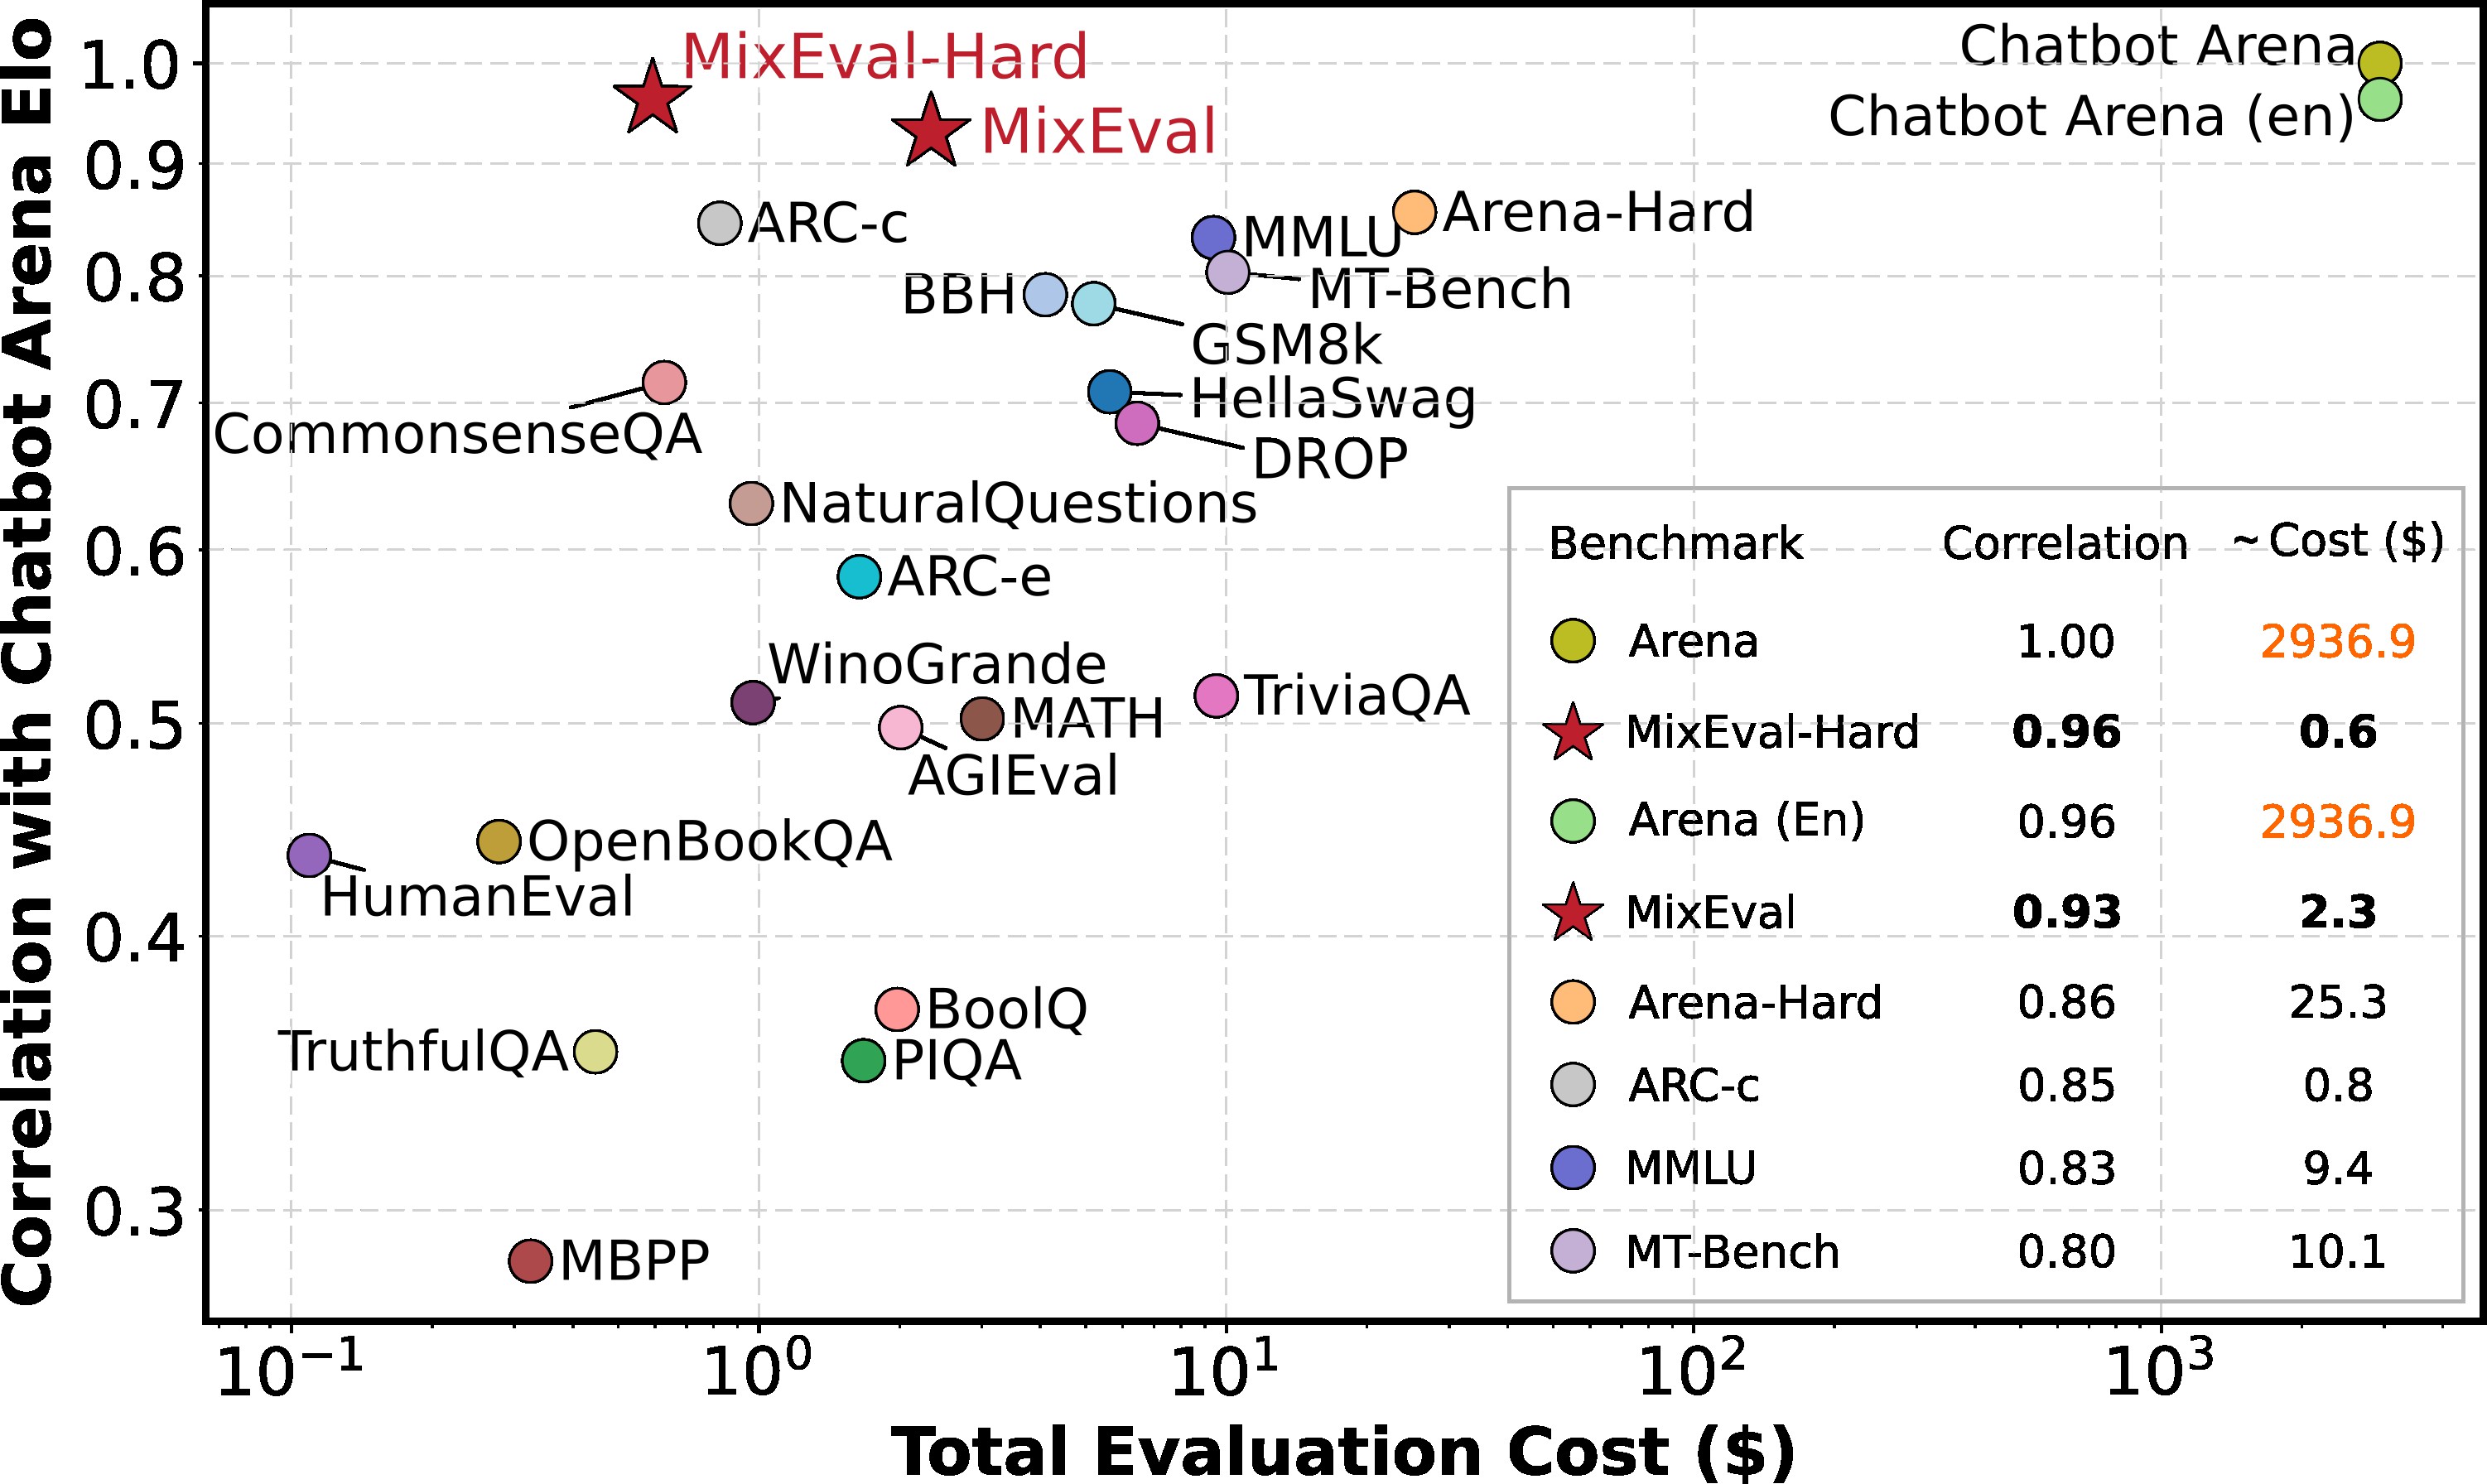 Correlation with Chatbot Arena Elo
1.0
0.9
0.8
0.7
0.6
0.5
0.4
0.3
MixEval-Hard
MixEval
Chatbot Arena
Chatbot Arena (en)
ARC-c
MMLU
Arena-Hard
BBH
MT-Bench
GSM8k
HellaSwag
CommonsenseQA
DROP
NaturalQuestions
ARC-e
WinoGrande
TriviaQA
MATH
AGIEval
OpenBookQA
HumanEval
BoolQ
TruthfulQA
PIQA
MBPP
Benchmark Correlation ~ Cost ($)
Arena 1.00 2936.9
MixEval-Hard 0.96 0.6
Arena (En) 0.96 2936.9
MixEval 0.93 2.3
Arena-Hard 0.86 25.3
ARC-c 0.85 0.8
MMLU 0.83 9.4
MT-Bench 0.80 10.1
10⁻¹ 10⁰ 10¹ 10² 10³
Total Evaluation Cost ($)